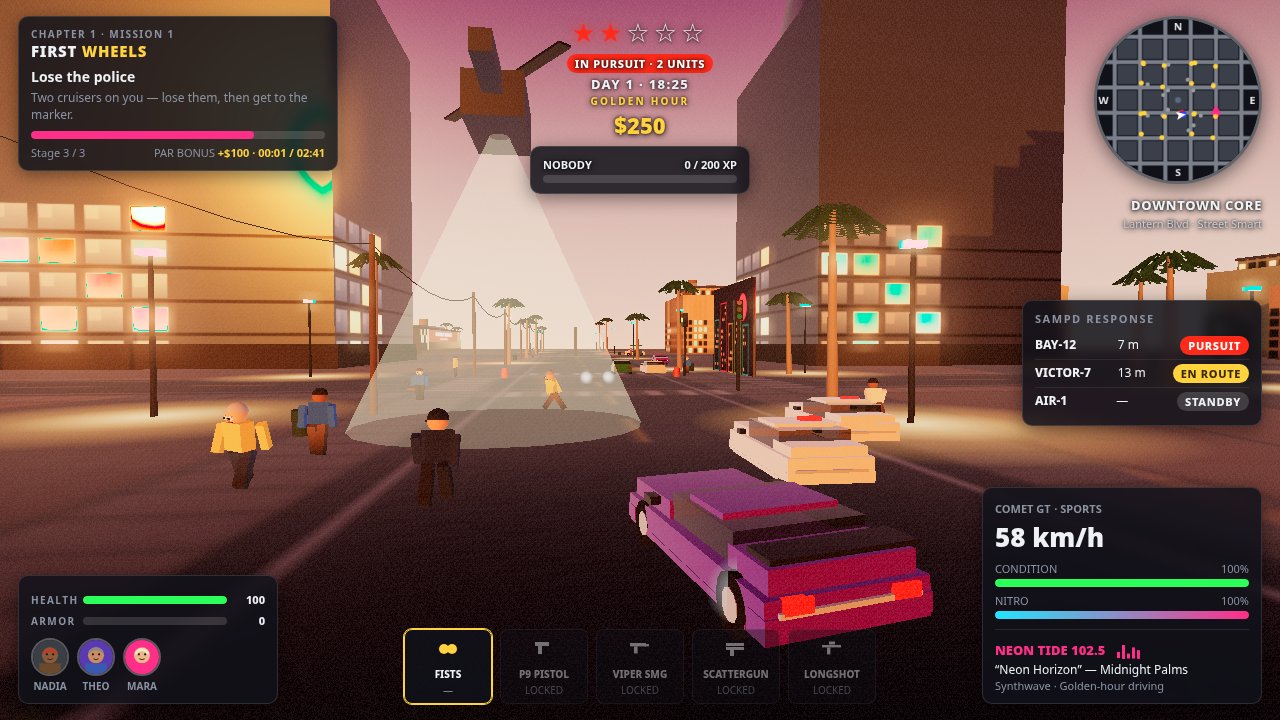 CHAPTER 1 · MISSION 1
FIRST WHEELS
Lose the police
Two cruisers on you — lose them, then get to the
marker.
Stage 3 / 3
PAR BONUS +$100 · 00:01 / 02:41
IN PURSUIT · 2 UNITS
DAY 1 · 18:25
GOLDEN HOUR
$250
NOBODY
0 / 200 XP
N
W
E
S
DOWNTOWN CORE
Lantern Blvd · Street Smart
SAMPD RESPONSE
BAY-12 7 m PURSUIT
VICTOR-7 13 m EN ROUTE
AIR-1 — STANDBY
COMET GT · SPORTS
58 km/h
CONDITION 100%
NITRO 100%
NEON TIDE 102.5
“Neon Horizon” — Midnight Palms
Synthwave · Golden-hour driving
HEALTH 100
ARMOR 0
NADIA THEO MARA
FISTS
—
P9 PISTOL
LOCKED
VIPER SMG
LOCKED
SCATTERGUN
LOCKED
LONGSHOT
LOCKED